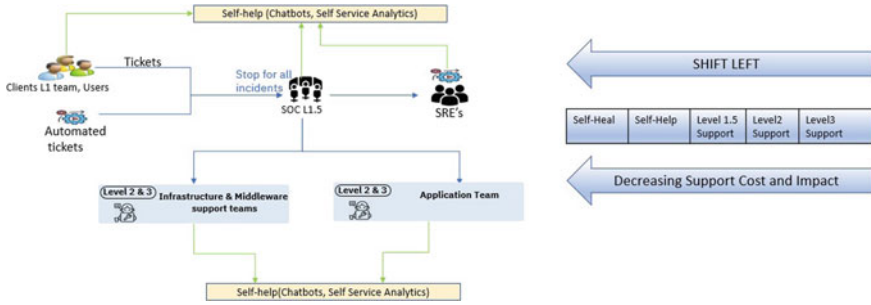 Self-help (Chatbots, Self Service Analytics)
Tickets
Clients L1 team, Users
Stop for all
incidents
SOC L1.5
SRE's
Automated
tickets
Level 2 & 3
Infrastructure & Middleware
support teams
Level 2 & 3
Application Team
Self-help(Chatbots, Self Service Analytics)
SHIFT LEFT
Self-Heal
Self-Help
Level 1.5
Support
Level2
Support
Level3
Support
Decreasing Support Cost and Impact